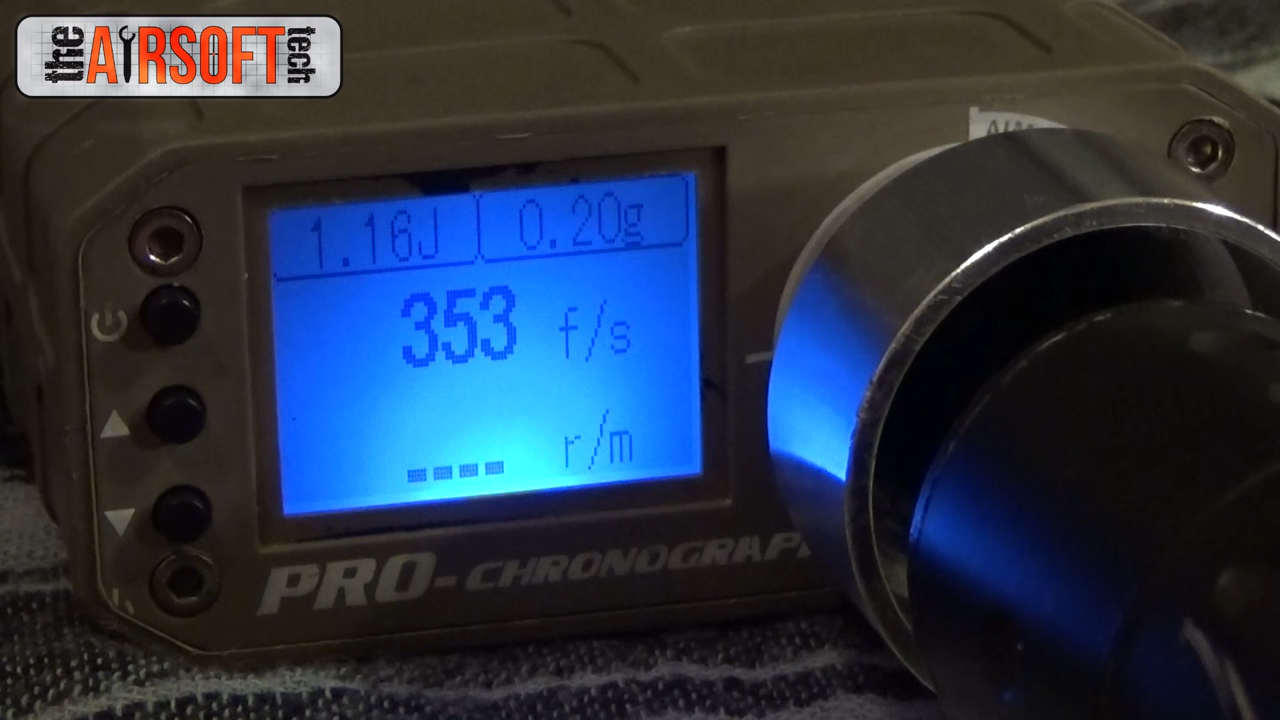 the AIRSOFT tech
1.16J 0.20g
353 f/s
---- r/m
PRO-CHRONOGRAP